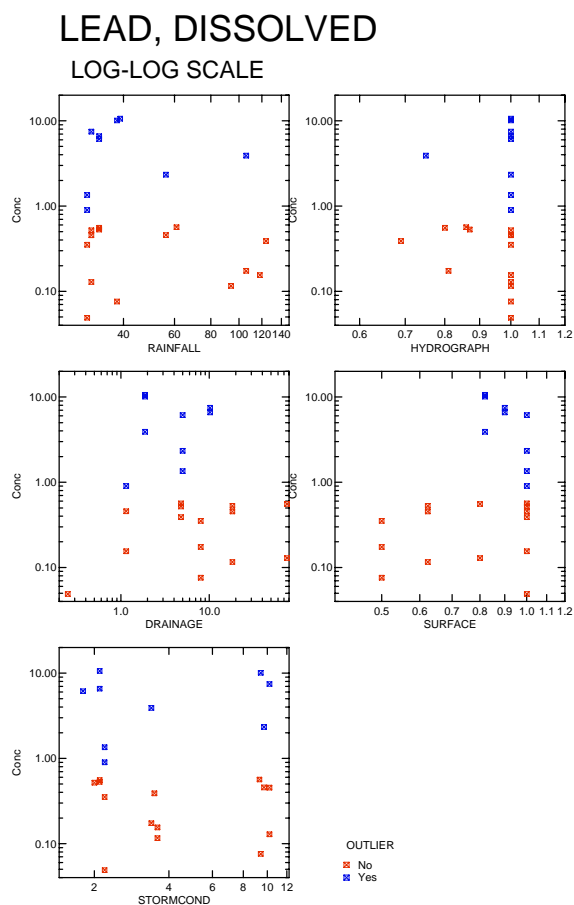 LEAD, DISSOLVED
LOG-LOG SCALE
10.00
1.00
0.10
Conc
40 60 80 100 120 140
RAINFALL
10.00
1.00
0.10
Conc
0.6 0.7 0.8 0.9 1.0 1.1 1.2
HYDROGRAPH
10.00
1.00
0.10
Conc
1.0 10.0
DRAINAGE
10.00
1.00
0.10
Conc
0.5 0.6 0.7 0.8 0.9 1.0 1.1 1.2
SURFACE
10.00
1.00
0.10
Conc
2 4 6 8 10 12
STORMCOND
OUTLIER
No
Yes